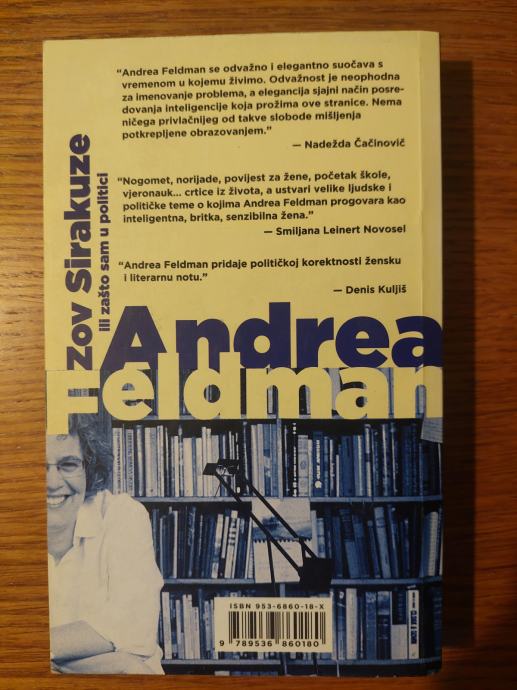 “Andrea Feldman se odvažno i elegantno suočava s
vremenom u kojemu živimo. Odvažnost je neophodna
za imenovanje problema, a elegancija sjajni način posre-
dovanja inteligencije koja prožima ove stranice. Nema
ničega privlačnijeg od takve slobode mišljenja
potkrepljene obrazovanjem.”
— Nadežda Čačinovič
“Nogomet, norijade, povijest za žene, početak škole,
vjeronauk... crtice iz života, a ustvari velike ljudske i
političke teme o kojima Andrea Feldman progovara kao
inteligentna, britka, senzibilna žena.”
— Smiljana Leinert Novosel
“Andrea Feldman pridaje političkoj korektnosti žensku
i literarnu notu.”
— Denis Kuljiš
zov Sirakuze
ili zašto sam u politici
Andrea
Feldman
ISBN 953-6860-18-X
9 789536 860180